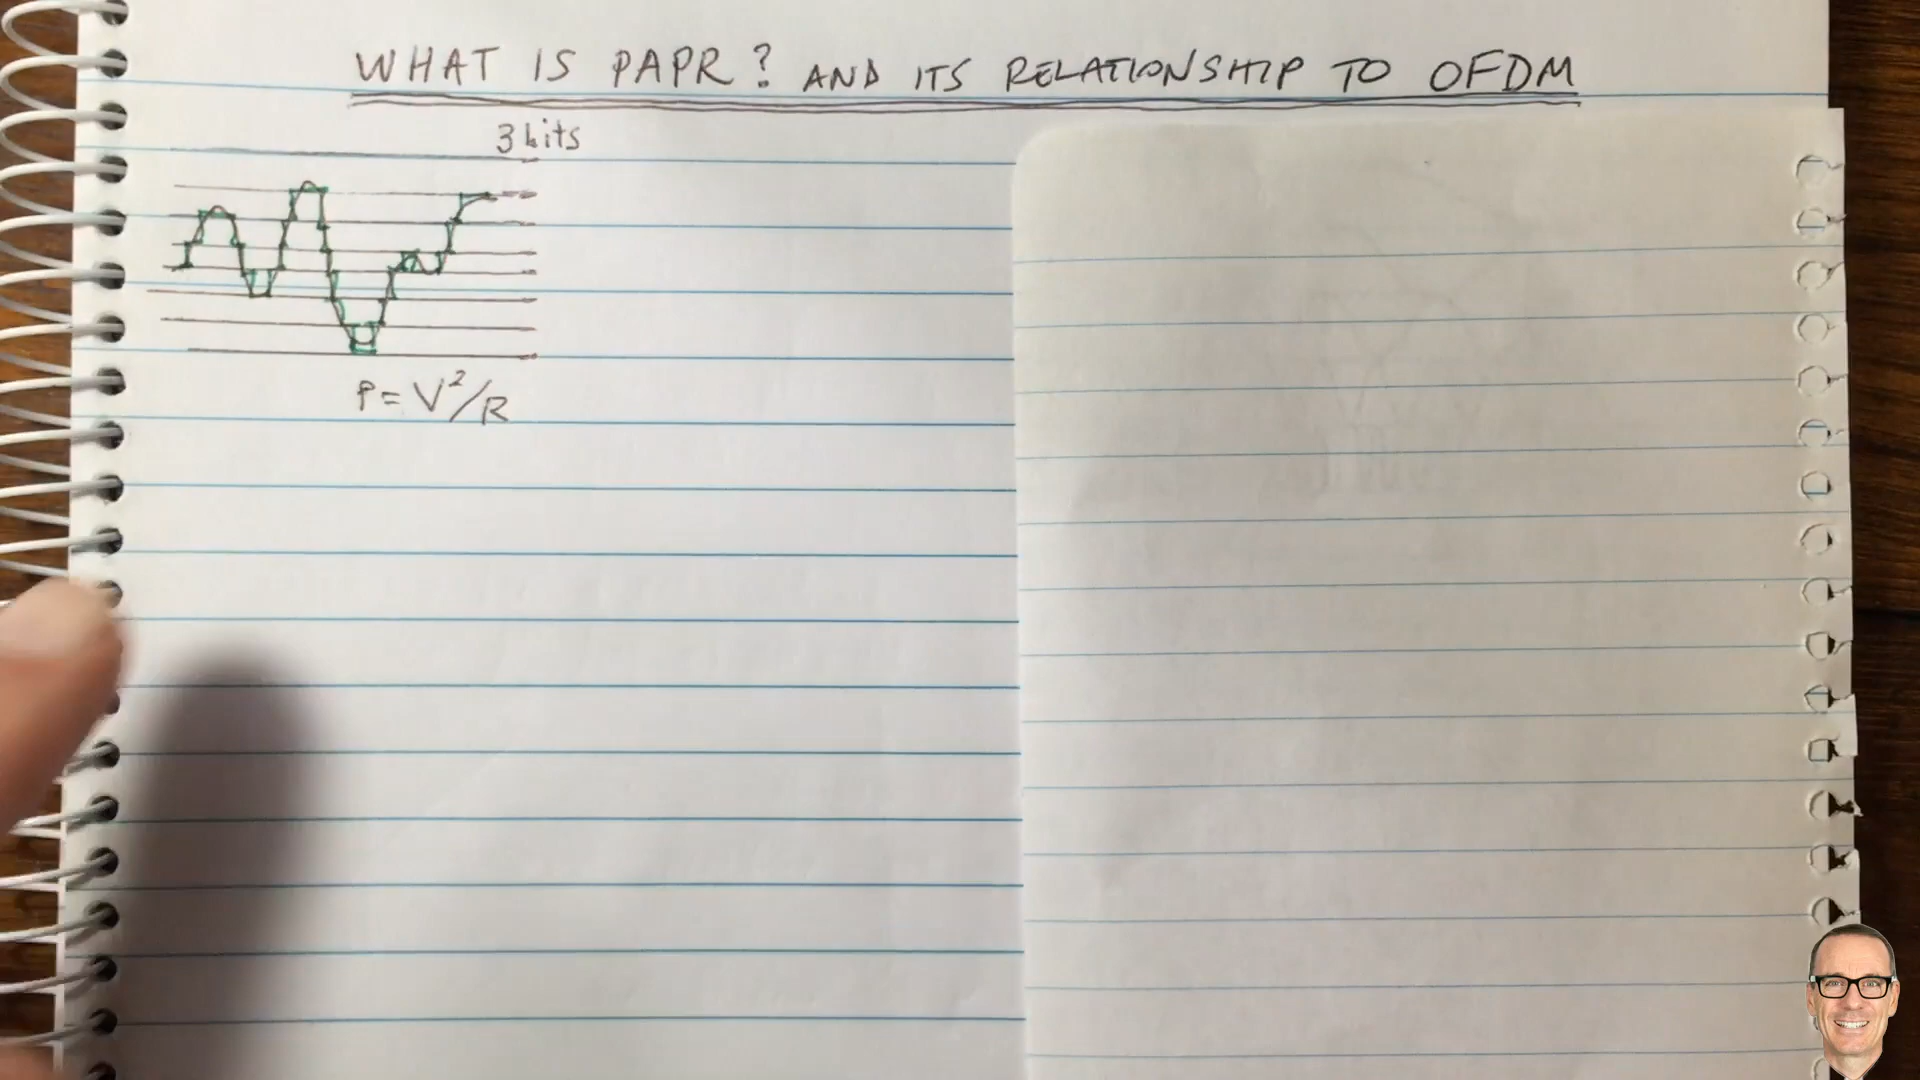 WHAT IS PAPR? AND ITS RELATIONSHIP TO OFDM
3 bits
P = V²/R